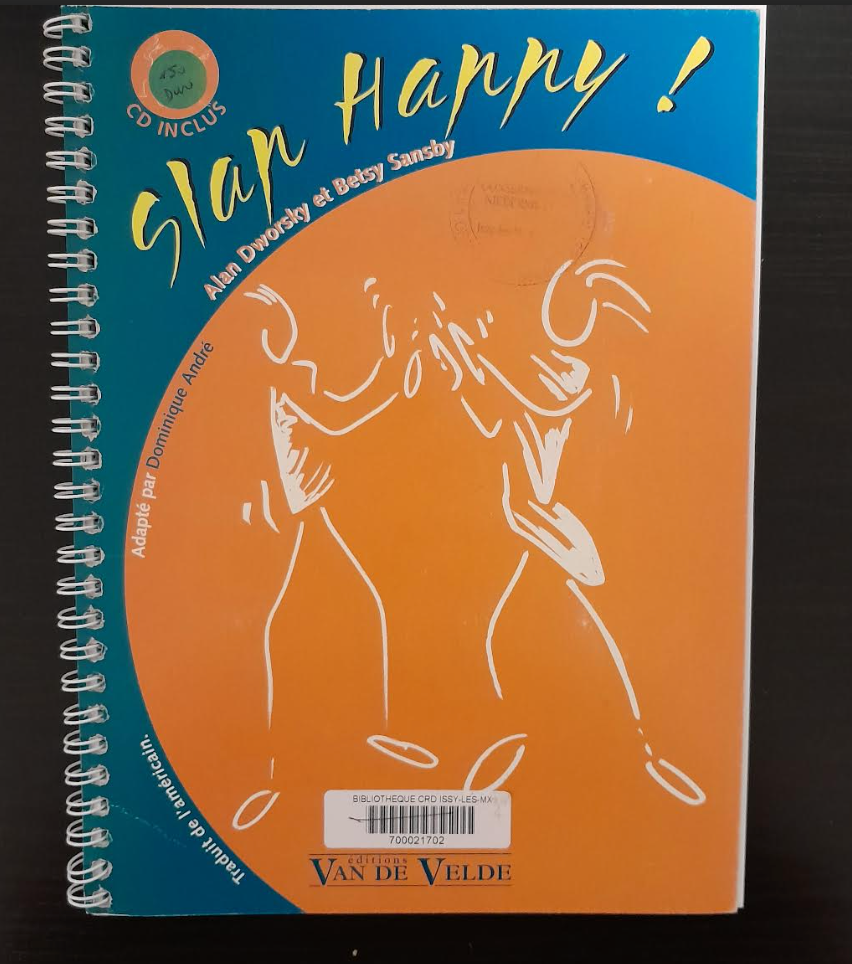 CD INCLUS
Slap Happy !
Alan Dworsky et Betsy Sansby
Adapté par Dominique André
Traduit de l'américain.
BIBLIOTHEQUE CRD ISSY-LES-MX
700021702
éditions
VAN DE VELDE